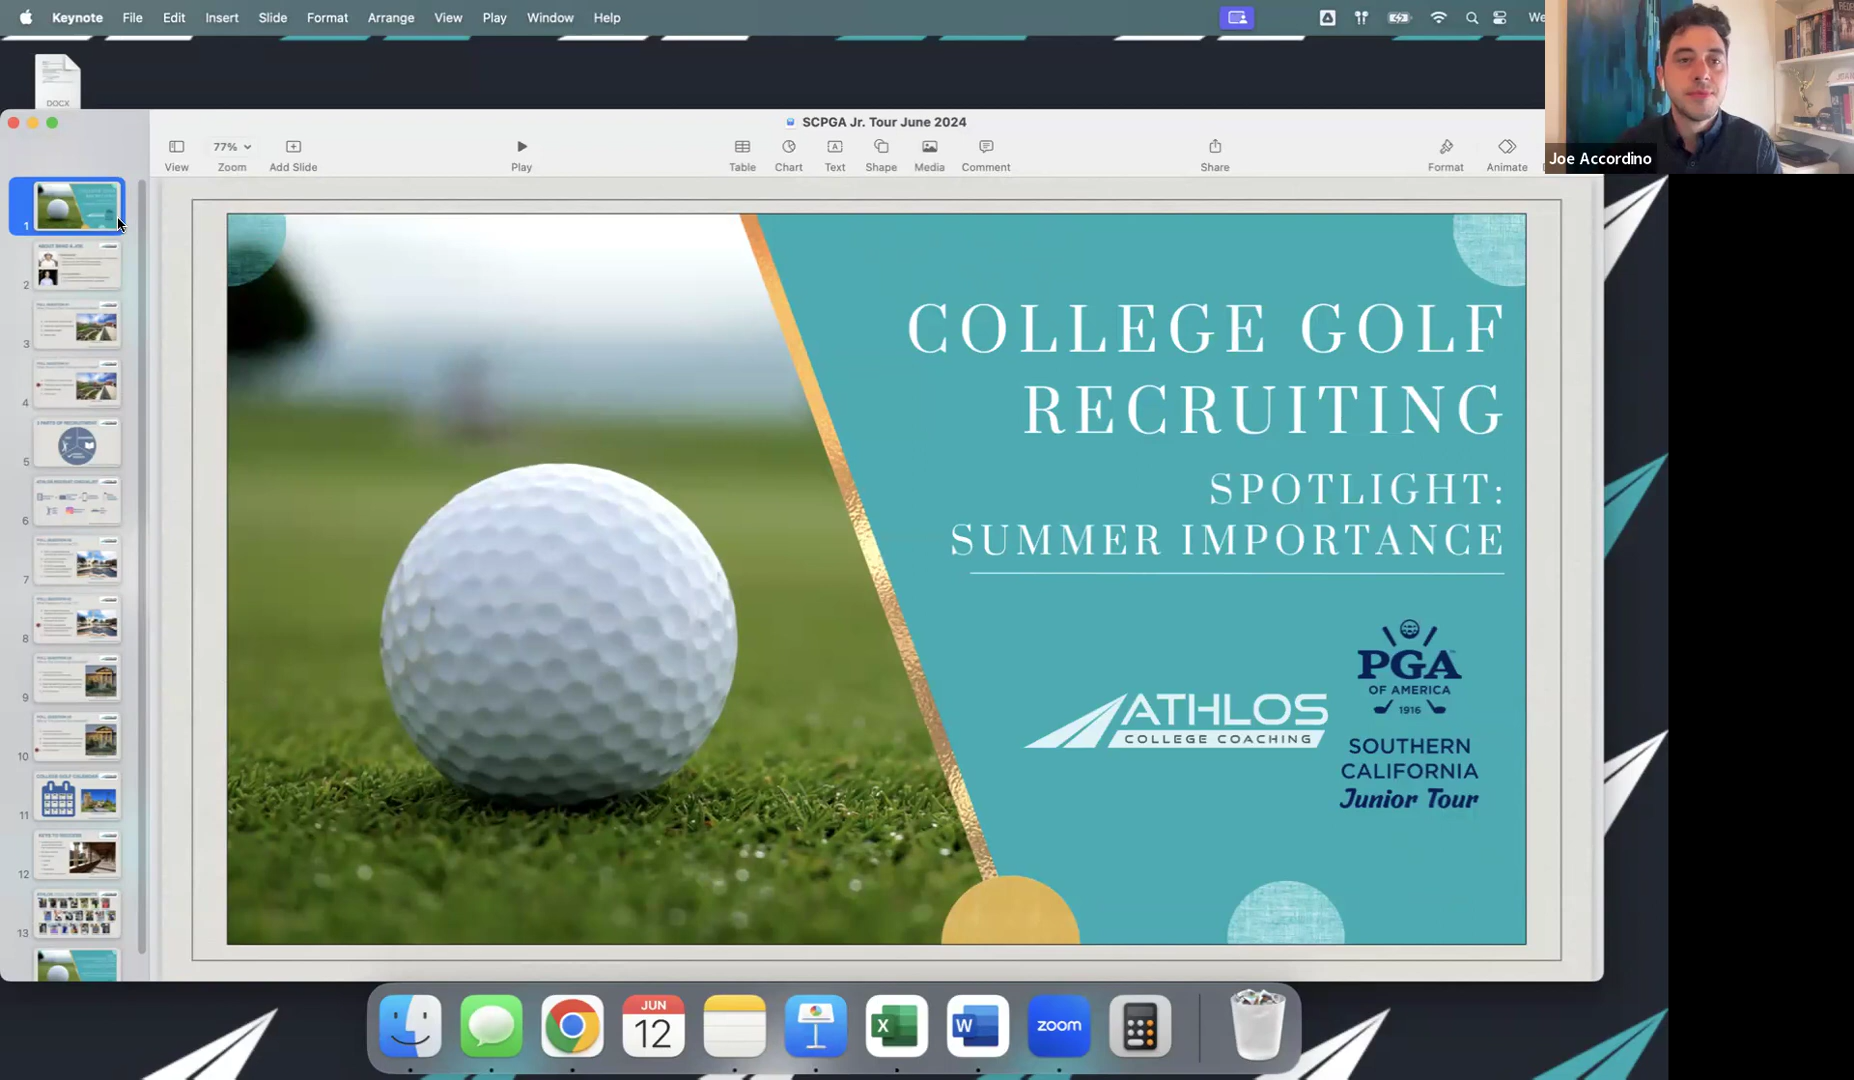 Keynote File Edit Insert Slide Format Arrange View Play Window Help
We
DOCX
SCPGA Jr. Tour June 2024
77%
View Zoom Add Slide Play Table Chart Text Shape Media Comment Share Format Animate
Joe Accordino
1
2
3
4
5
6
7
8
9
10
11
12
13
COLLEGE GOLF
RECRUITING
SPOTLIGHT:
SUMMER IMPORTANCE
ATHLOS
COLLEGE COACHING
PGA
OF AMERICA
1916
SOUTHERN
CALIFORNIA
Junior Tour
JUN
12
X
W
zoom